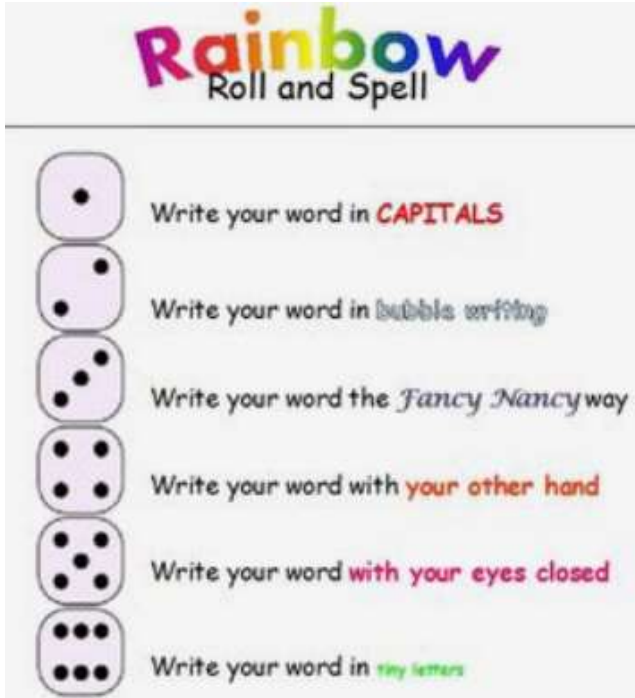 Rainbow
Roll and Spell
Write your word in CAPITALS
Write your word in bubble writing
Write your word the Fancy Nancy way
Write your word with your other hand
Write your word with your eyes closed
Write your word in tiny letters